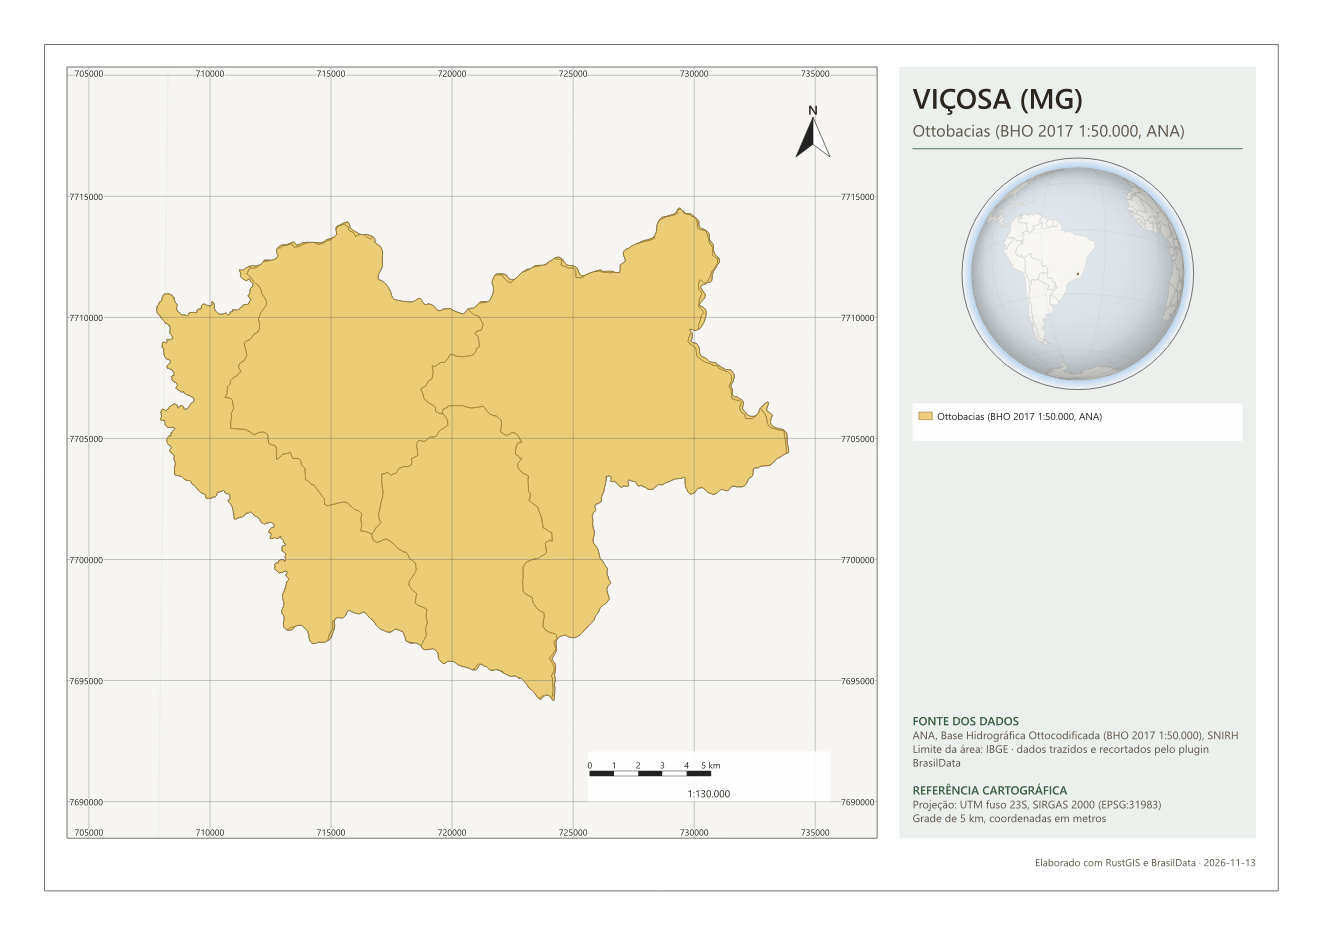 705000 710000 715000 720000 725000 730000 735000
N
7715000 7715000
7710000 7710000
7705000 7705000
7700000 7700000
7695000 7695000
7690000 7690000
0 1 2 3 4 5 km
1:130.000
705000 710000 715000 720000 725000 730000 735000
VIÇOSA (MG)
Ottobacias (BHO 2017 1:50.000, ANA)
Ottobacias (BHO 2017 1:50.000, ANA)
FONTE DOS DADOS
ANA, Base Hidrográfica Ottocodificada (BHO 2017 1:50.000), SNIRH
Limite da área: IBGE · dados trazidos e recortados pelo plugin
BrasilData
REFERÊNCIA CARTOGRÁFICA
Projeção: UTM fuso 23S, SIRGAS 2000 (EPSG:31983)
Grade de 5 km, coordenadas em metros
Elaborado com RustGIS e BrasilData · 2026-11-13